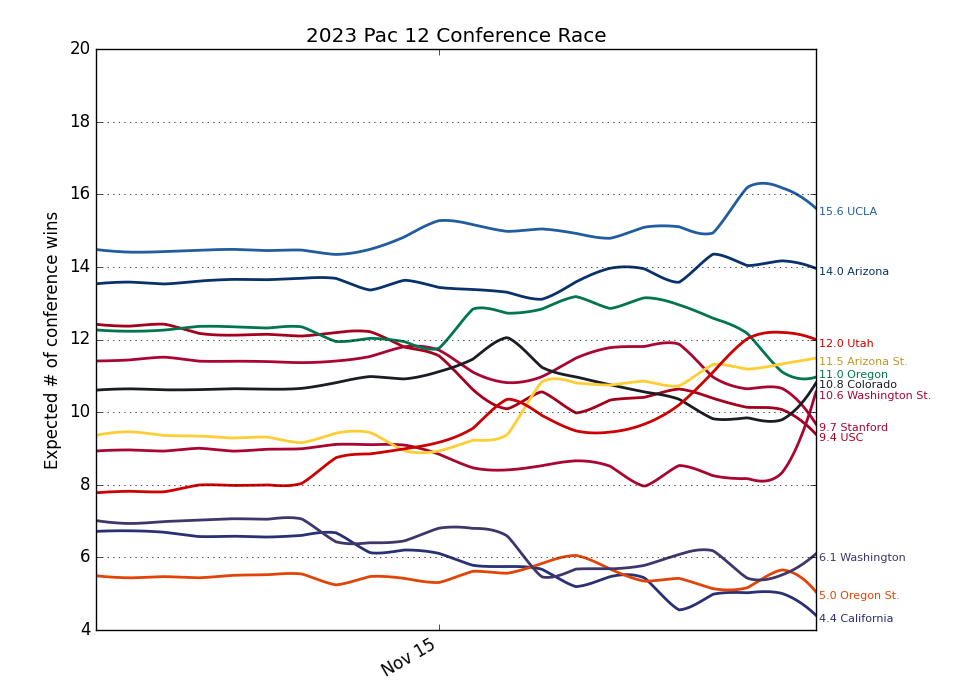 2023 Pac 12 Conference Race
Expected # of conference wins
20
18
16
14
12
10
8
6
4
Nov 15
15.6 UCLA
14.0 Arizona
12.0 Utah
11.5 Arizona St.
11.0 Oregon
10.8 Colorado
10.6 Washington St.
9.7 Stanford
9.4 USC
6.1 Washington
5.0 Oregon St.
4.4 California